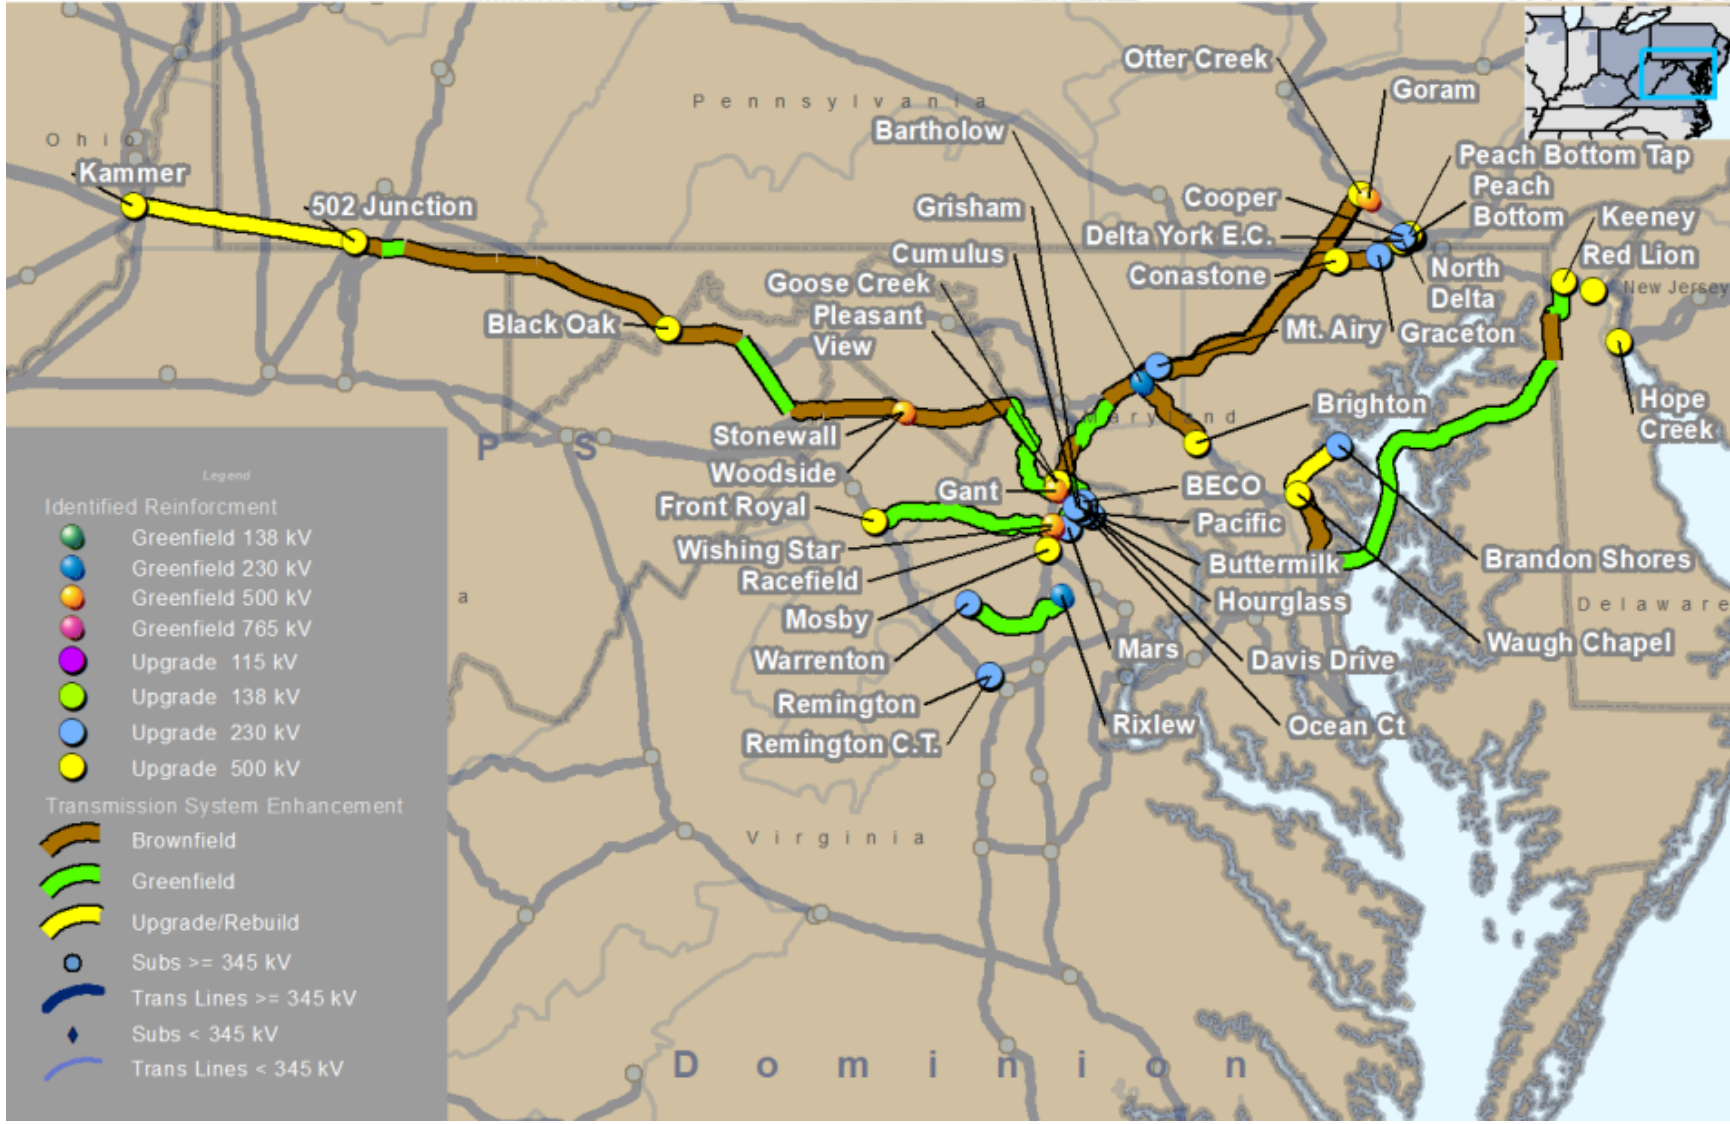 Otter Creek
Goram
Pennsylvania
Bartholow
Ohio
Peach Bottom Tap
Kammer
Cooper
Peach
Bottom
502 Junction
Grisham
Keeney
Delta York E.C.
Cumulus
Red Lion
Conastone
North
Delta
Goose Creek
New Jersey
Pleasant
View
Black Oak
Mt. Airy
Graceton
Maryland
Brighton
Hope
Creek
Stonewall
P S
Woodside
Gant
BECO
Front Royal
Pacific
Wishing Star
Buttermilk
Brandon Shores
Racefield
Hourglass
a
Delaware
Mosby
Mars
Waugh Chapel
Warrenton
Davis Drive
Remington
Rixlew
Ocean Ct
Remington C.T.
Virginia
Dominion
Legend
Identified Reinforcment
Greenfield 138 kV
Greenfield 230 kV
Greenfield 500 kV
Greenfield 765 kV
Upgrade 115 kV
Upgrade 138 kV
Upgrade 230 kV
Upgrade 500 kV
Transmission System Enhancement
Brownfield
Greenfield
Upgrade/Rebuild
Subs >= 345 kV
Trans Lines >= 345 kV
Subs < 345 kV
Trans Lines < 345 kV